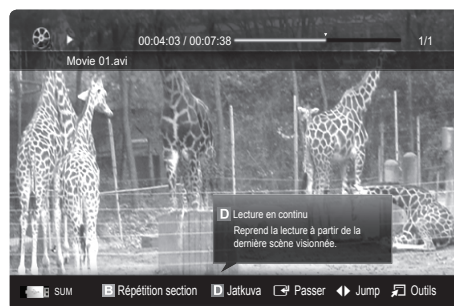 00:04:03 / 00:07:38 1/1
Movie 01.avi
D Lecture en continu
Reprend la lecture à partir de la
dernière scène visionnée.
SUM B Répétition section D Jatkuva Passer Jump Outils